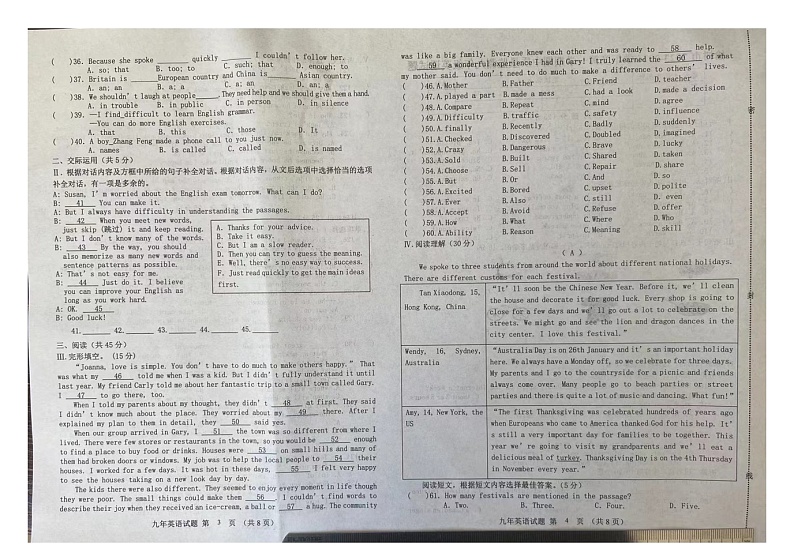 ( )36. Because she spoke ______ quickly ______ I couldn't follow her.
A. so; that B. too; to C. such; that D. enough; to
( )37. Britain is ______European country and China is______ Asian country.
A. an; an B. a; a C. a; an D. an; a
( )38. We shouldn't laugh at people______. They need help and we should give them a hand.
A. in trouble B. in public C. in person D. in silence
( )39. —I find_difficult to learn English grammar.
—You can do more English exercises.
A. that B. this C. those D. It
( )40. A boy_Zhang Feng made a phone call to you just now.
A. names B. is called C. called D. is named
二、交际运用（共5分）
Ⅱ. 根据对话内容及方框中所给的句子补全对话。根据对话内容，从文后选项中选择恰当的选项
补全对话，有一项是多余的。
A: Susan, I'm worried about the English exam tomorrow. What can I do?
B: 41 You can make it.
A: But I always have difficulty in understanding the passages.
B: 42 When you meet new words,
just skip (跳过) it and keep reading.
A: But I don't know many of the words.
B: 43 By the way, you should
also memorize as many new words and
sentence patterns as possible.
A: That's not easy for me.
B: 44 Just do it. I believe
you can improve your English as
long as you work hard.
A: OK. 45
B: Good luck!
A. Thanks for your advice.
B. Take it easy.
C. But I am a slow reader.
D. Then you can try to guess the meaning.
E. Well, there's no easy way to success.
F. Just read quickly to get the main ideas
first.
41. ______ 42. ______ 43. ______ 44. ______ 45. ______
三、阅读（共45分）
Ⅲ. 完形填空。（15分）
"Joanna, love is simple. You don't have to do much to make others happy." That
was what my 46 told me when I was a kid. But I didn't fully understand it until
last year. My friend Carly told me about her fantastic trip to a small town called Gary.
I 47 to go there, too.
When I told my parents about my thought, they didn't 48 at first. They said
I didn't know much about the place. They worried about my 49 there. After I
explained my plan to them in detail, they 50 said yes.
When our group arrived in Gary, I 51 the town was so different from where I
lived. There were few stores or restaurants in the town, so you would be 52 enough
to find a place to buy food or drinks. Houses were 53 on small hills and many of
them had broken doors or windows. My job was to help the local people to 54 their
houses. I worked for a few days. It was hot in these days, 55 I felt very happy
to see the houses taking on a new look day by day.
The kids there were also different. They seemed to enjoy every moment in life though
they were poor. The small things could make them 56 . I couldn't find words to
describe their joy when they received an ice-cream, a ball or 57 a hug. The community
九年英语试题 第 3 页 （共8页）
was like a big family. Everyone knew each other and was ready to 58 help.
59 a wonderful experience I had in Gary! I truly learned the 60 of what
my mother said. You don't need to do much to make a difference to others' lives.
( )46. A. Mother B. Father C. Friend D. teacher
( )47. A. played a part B. made a mess C. had a look D. made a decision
( )48. A. Compare B. Repeat C. mind D. agree
( )49. A. Difficulty B. traffic C. safety D. influence
( )50. A. finally B. Recently C. Badly D. suddenly
( )51. A. Checked B. Discovered C. Doubled D. imagined
( )52. A. Crazy B. Dangerous C. Brave D. lucky
( )53. A. Sold B. Built C. Shared D. taken
( )54. A. Choose B. Sell C. Repair D. share
( )55. A. But B. Or C. And D. so
( )56. A. Excited B. Bored C. upset D. polite
( )57. A. Ever B. Also C. still D. even
( )58. A. Accept B. Avoid C. Refuse D. offer
( )59. A. How B. What C. Where D. Who
( )60. A. Ability B. Reason C. Meaning D. skill
Ⅳ. 阅读理解（30分）
（ A ）
We spoke to three students from around the world about different national holidays.
There are different customs for each festival.
Tan Xiaodong, 15,
Hong Kong, China
"It'll soon be the Chinese New Year. Before it, we'll clean
the house and decorate it for good luck. Every shop is going to
close for a few days and we'll go out a lot to celebrate on the
streets. We might go and see the lion and dragon dances in the
city center. I love this festival."
Wendy, 16, Sydney,
Australia
"Australia Day is on 26th January and it's an important holiday
here. We always have a Monday off, so we celebrate for three days.
My parents and I go to the countryside for a picnic and friends
always come over. Many people go to beach parties or street
parties and there is quite a lot of music and dancing. What fun!"
Amy, 14, New York, the
US
"The first Thanksgiving was celebrated hundreds of years ago
when Europeans who came to America thanked God for his help. It'
s still a very important day for families to be together. This
year we're going to visit my grandparents and we'll eat a
delicious meal of turkey. Thanksgiving Day is on the 4th Thursday
in November every year."
阅读短文，根据短文内容选择最佳答案。（5分）
( )61. How many festivals are mentioned in the passage?
A. Two. B. Three. C. Four. D. Five.
九年英语试题 第 4 页 （共8页）
密
封
线